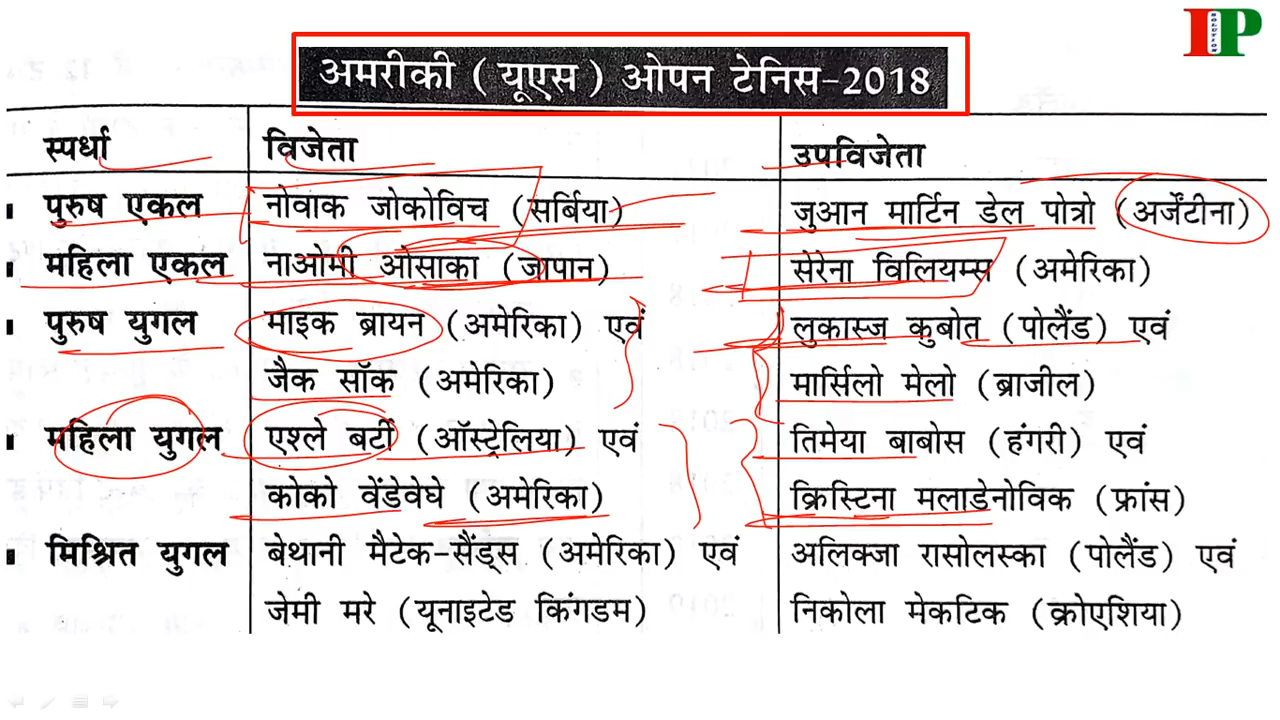 IP
SOLUTION
अमरीकी (यूएस) ओपन टेनिस-2018
स्पर्धा विजेता उपविजेता
पुरुष एकल नोवाक जोकोविच (सर्बिया) जुआन मार्टिन डेल पोत्रो (अर्जेंटीना)
महिला एकल नाओमी ओसाका (जापान) सेरेना विलियम्स (अमेरिका)
पुरुष युगल माइक ब्रायन (अमेरिका) एवं लुकास्ज कुबोत (पोलैंड) एवं
जैक सॉक (अमेरिका) मार्सिलो मेलो (ब्राजील)
महिला युगल एश्ले बर्टी (ऑस्ट्रेलिया) एवं तिमेया बाबोस (हंगरी) एवं
कोको वेंडेवेघे (अमेरिका) क्रिस्टिना मलाडेनोविक (फ्रांस)
मिश्रित युगल बेथानी मैटेक-सैंड्स (अमेरिका) एवं अलिक्जा रासोलस्का (पोलैंड) एवं
जेमी मरे (यूनाइटेड किंगडम) निकोला मेकटिक (क्रोएशिया)